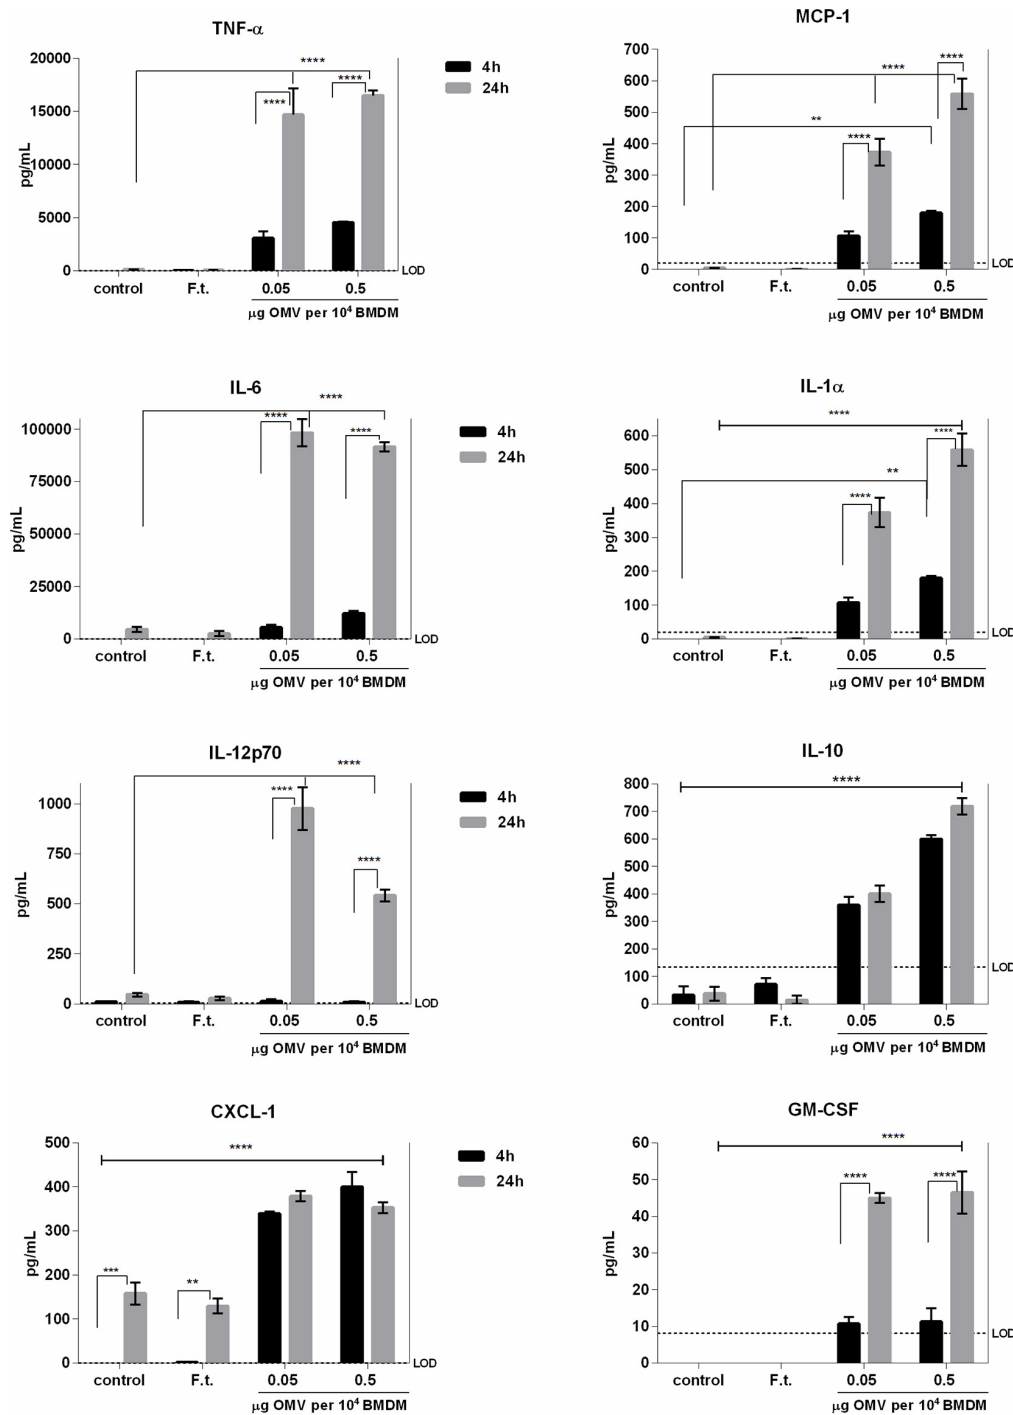 TNF-α
20000
15000
10000
5000
0
pg/mL
****
****
****
4h
24h
LOD
control F.t. 0.05 0.5
μg OMV per 10⁴ BMDM
MCP-1
700
600
500
400
300
200
100
0
pg/mL
****
****
**
****
LOD
control F.t. 0.05 0.5
μg OMV per 10⁴ BMDM
IL-6
100000
75000
50000
25000
0
pg/mL
****
****
****
4h
24h
LOD
control F.t. 0.05 0.5
μg OMV per 10⁴ BMDM
IL-1α
600
500
400
300
200
100
0
pg/mL
****
****
**
****
LOD
control F.t. 0.05 0.5
μg OMV per 10⁴ BMDM
IL-12p70
1000
750
500
250
0
pg/mL
****
****
****
4h
24h
LOD
control F.t. 0.05 0.5
μg OMV per 10⁴ BMDM
IL-10
800
700
600
500
400
300
200
100
0
pg/mL
****
LOD
control F.t. 0.05 0.5
μg OMV per 10⁴ BMDM
CXCL-1
500
400
300
200
100
0
pg/mL
****
***
**
4h
24h
LOD
control F.t. 0.05 0.5
μg OMV per 10⁴ BMDM
GM-CSF
60
50
40
30
20
10
0
pg/mL
****
****
****
LOD
control F.t. 0.05 0.5
μg OMV per 10⁴ BMDM